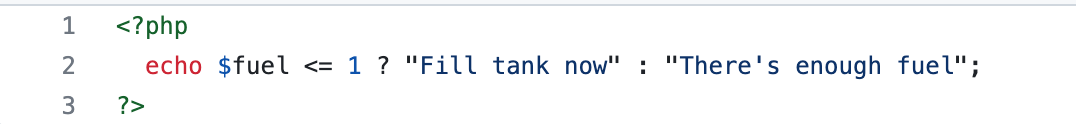 1 <?php
2 echo $fuel <= 1 ? "Fill tank now" : "There's enough fuel";
3 ?>